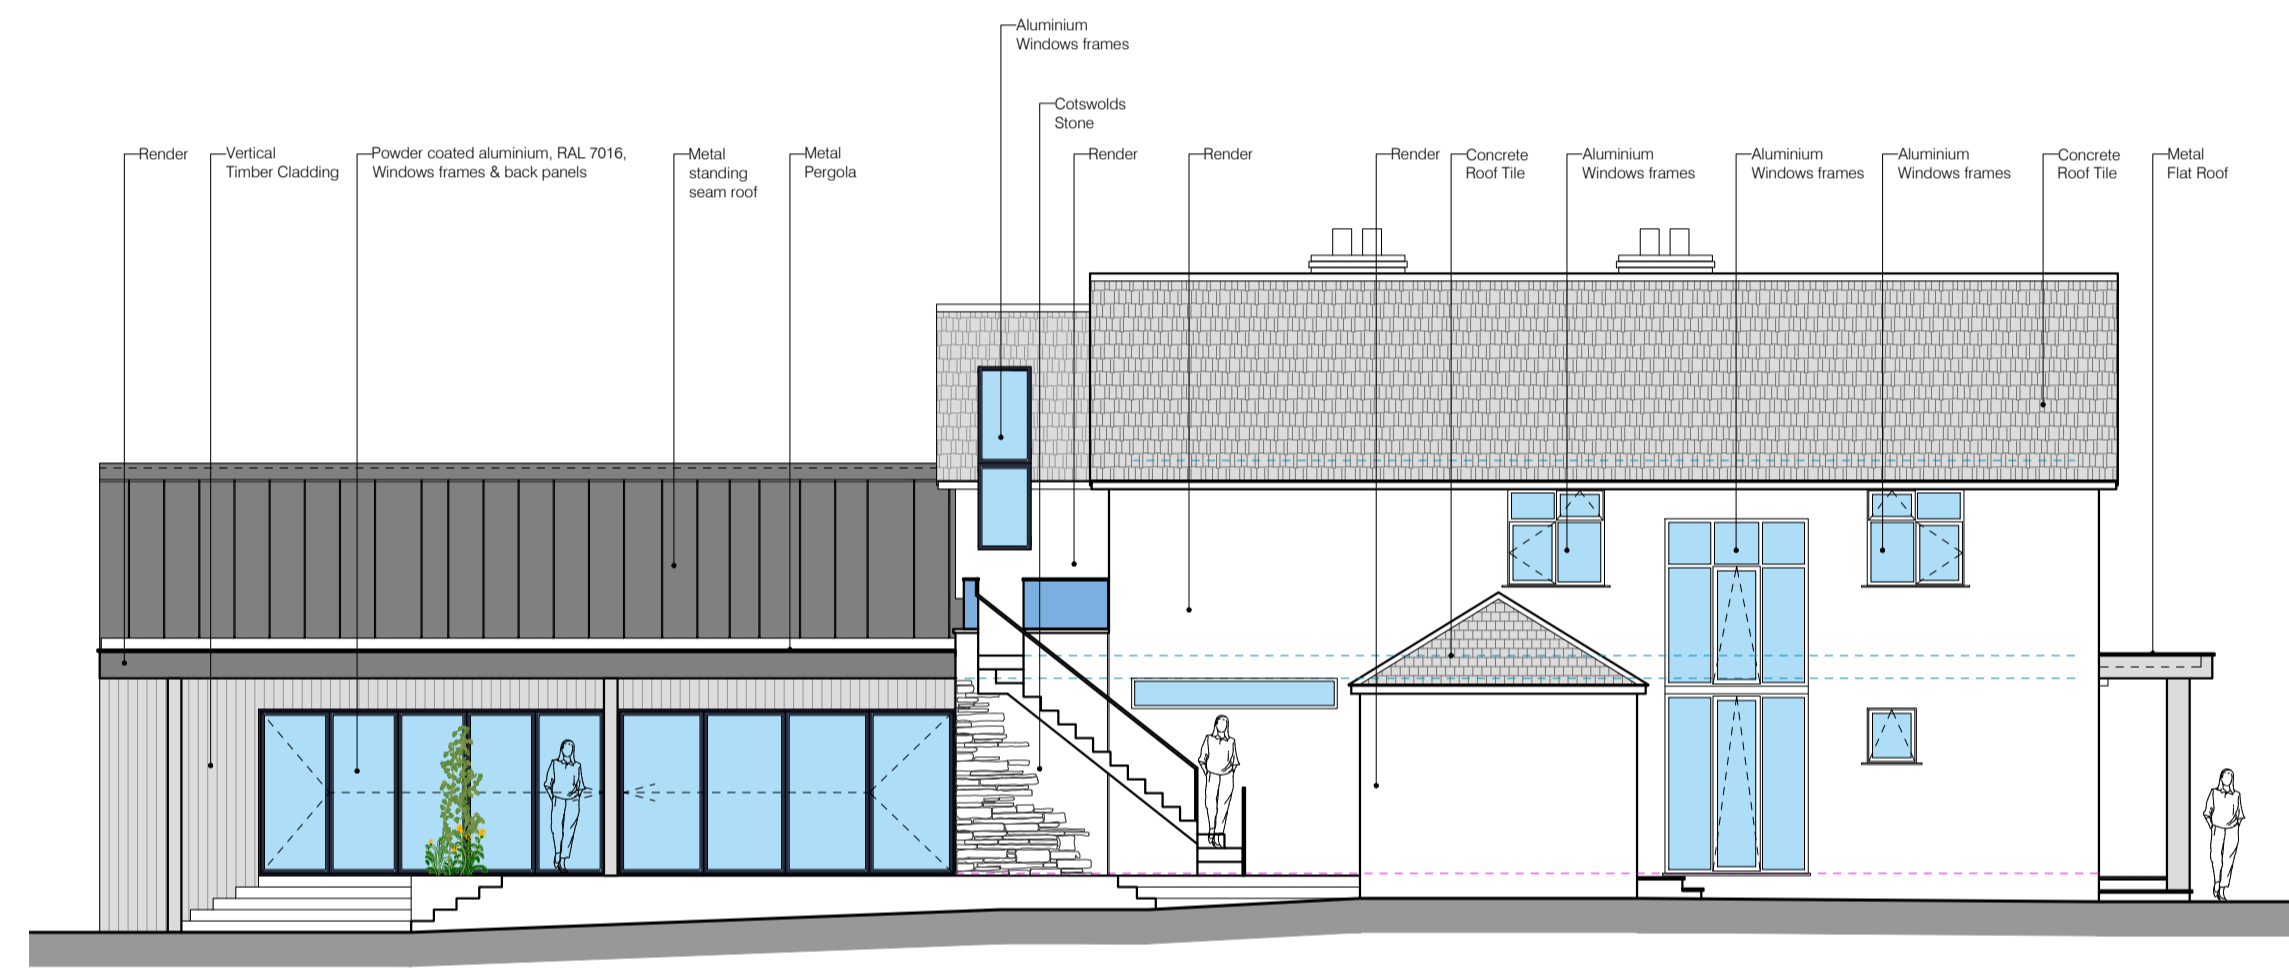 Aluminium
Windows frames
Cotswolds
Stone
Render
Vertical
Timber Cladding
Powder coated aluminium, RAL 7016,
Windows frames & back panels
Metal
standing
seam roof
Metal
Pergola
Render
Render
Render
Concrete
Roof Tile
Aluminium
Windows frames
Aluminium
Windows frames
Aluminium
Windows frames
Concrete
Roof Tile
Metal
Flat Roof